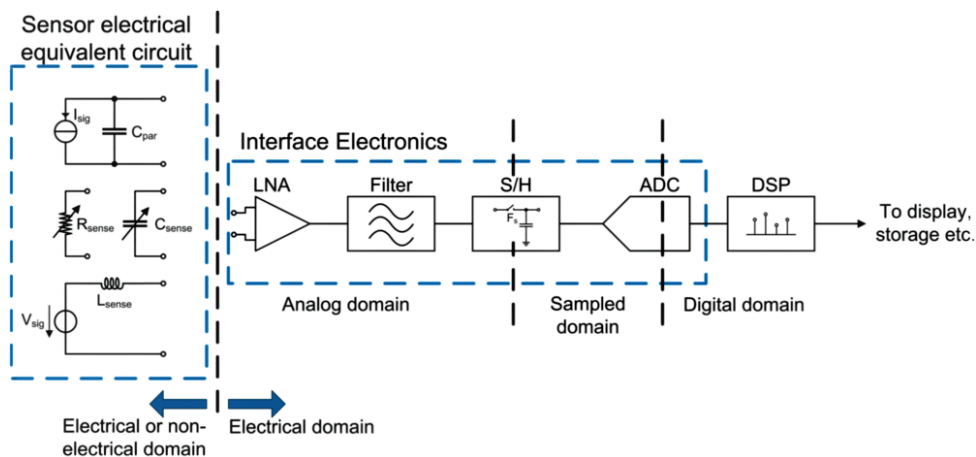 Sensor electrical
equivalent circuit
I_sig
C_par
R_sense
C_sense
L_sense
V_sig
Interface Electronics
LNA
Filter
S/H
ADC
DSP
F_s
To display,
storage etc.
Analog domain
Sampled
domain
Digital domain
Electrical or non-
electrical domain
Electrical domain